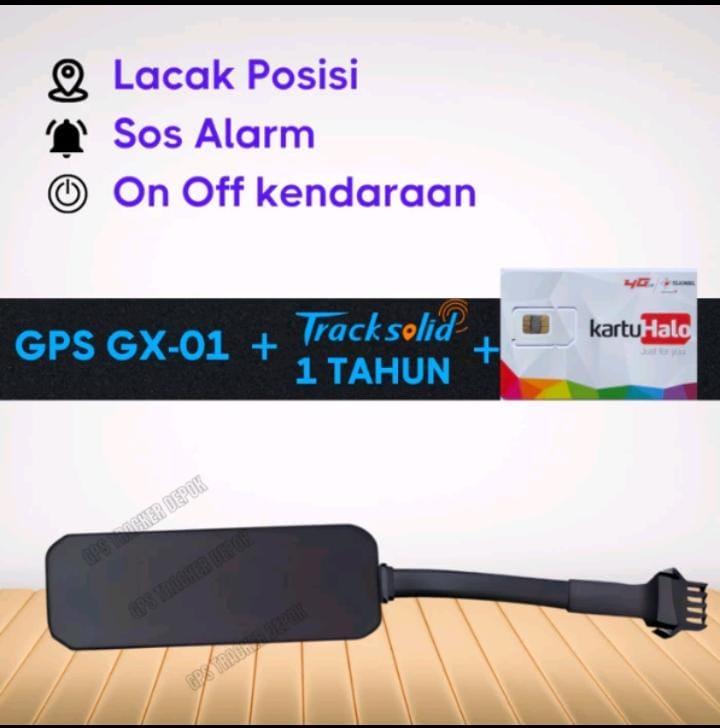 Lacak Posisi
Sos Alarm
On Off kendaraan
GPS GX-01 + Tracksolid +
1 TAHUN
4G TELKOMSEL
kartuHalo
Just for you
GPS TRACKER DEPOK
GPS TRACKER DEPOK
GPS TRACKER DEPOK